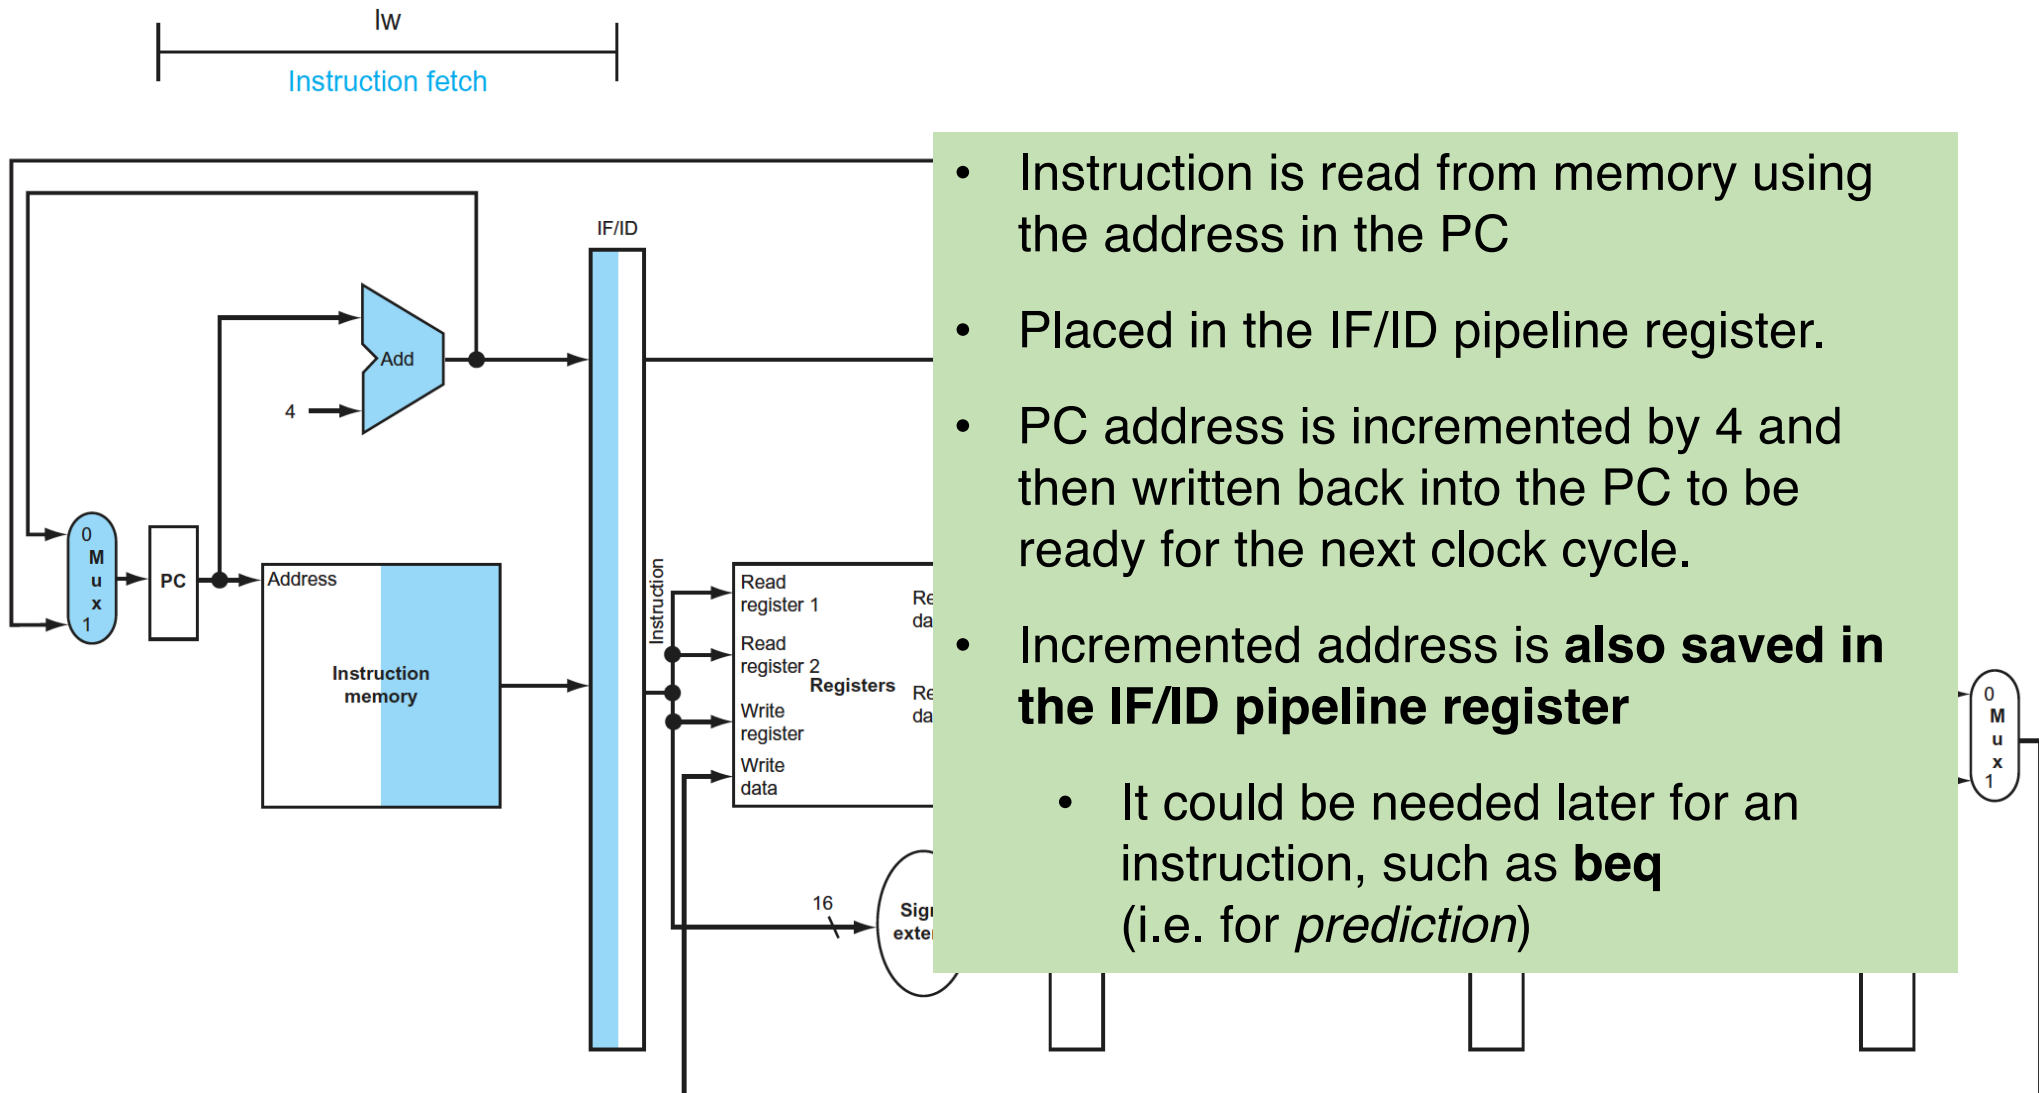 lw
Instruction fetch
IF/ID
Add
4
0
M
u
x
1
PC
Address
Instruction
memory
Instruction
Read
register 1
Read
register 2
Registers
Write
register
Write
data
16
• Instruction is read from memory using
the address in the PC
• Placed in the IF/ID pipeline register.
• PC address is incremented by 4 and
then written back into the PC to be
ready for the next clock cycle.
• Incremented address is also saved in
the IF/ID pipeline register
• It could be needed later for an
instruction, such as beq
(i.e. for prediction)
0
M
u
x
1